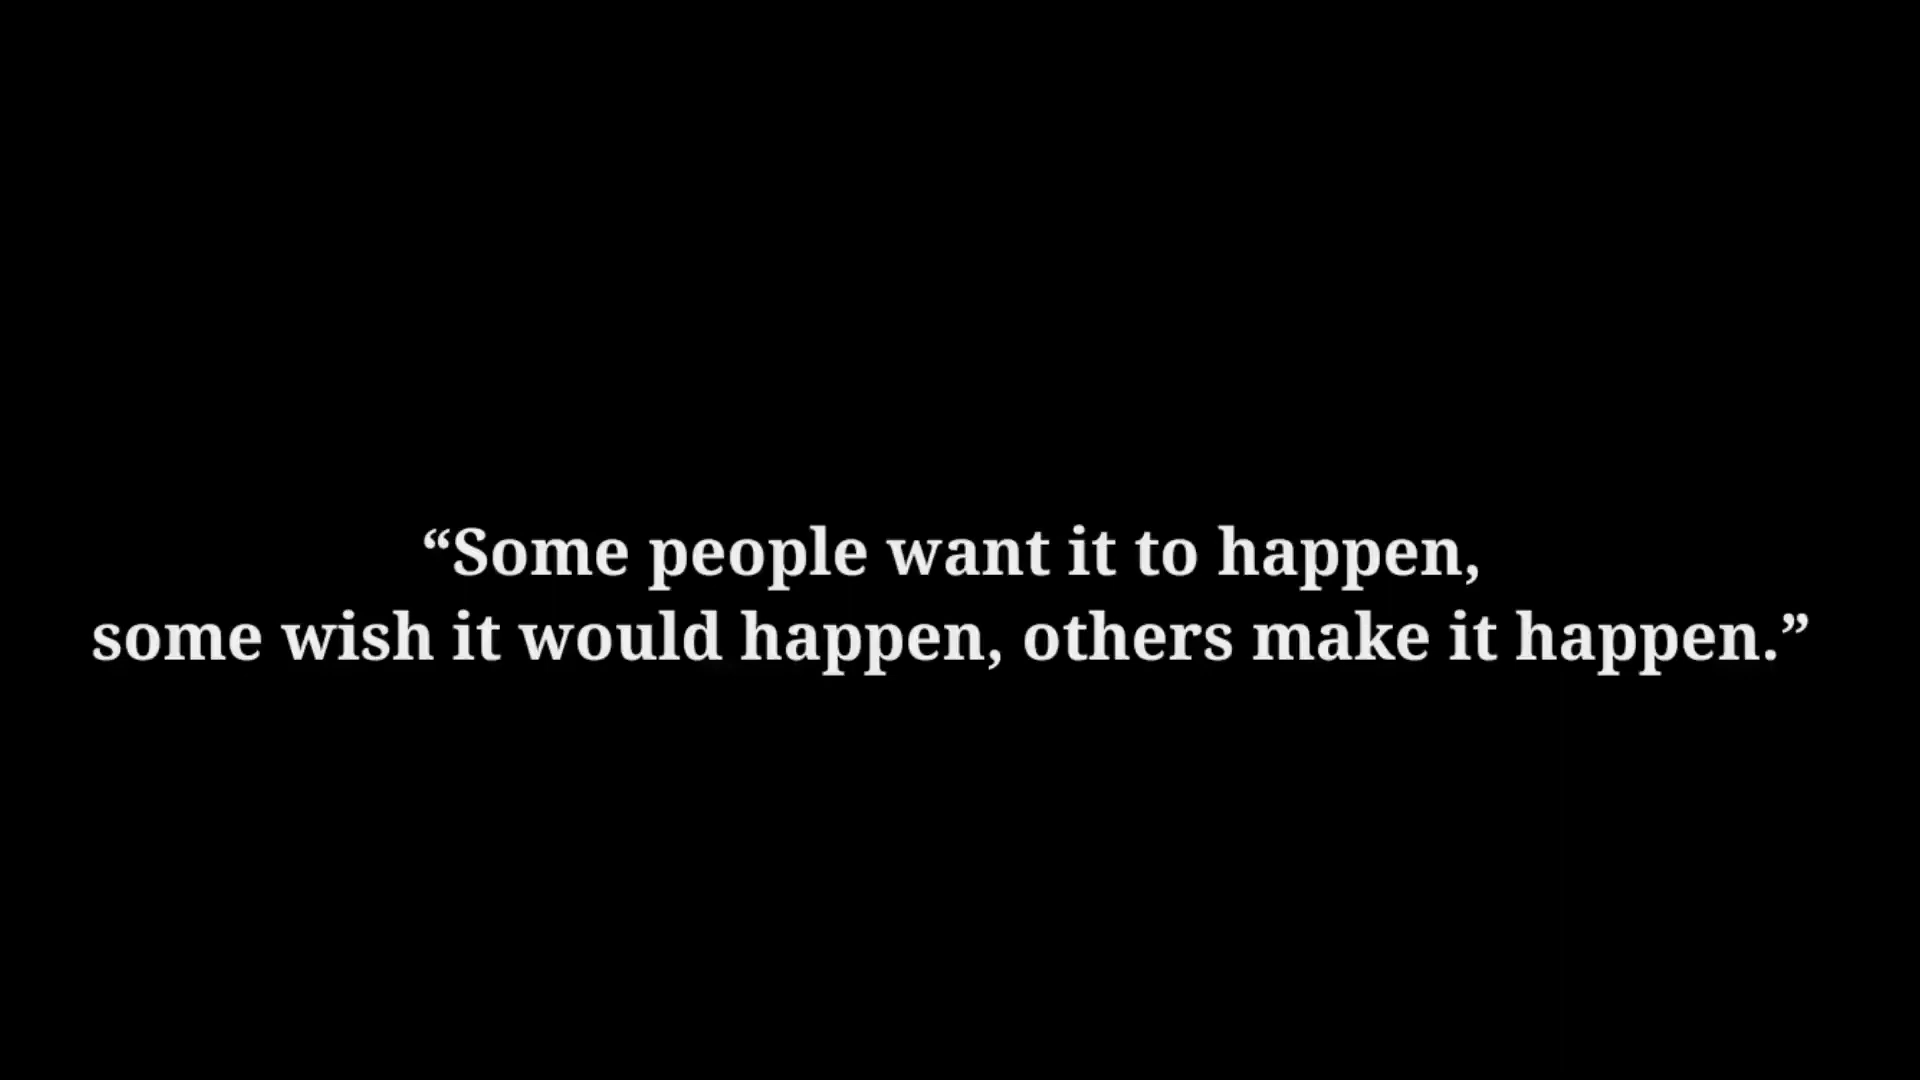 “Some people want it to happen,
some wish it would happen, others make it happen.”